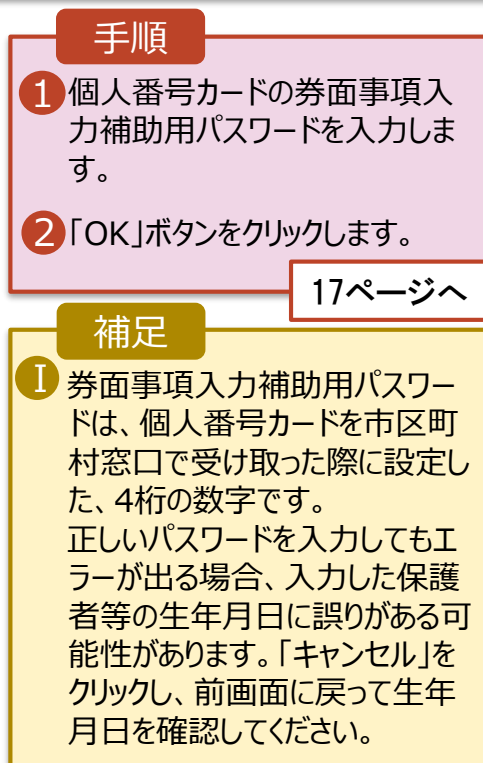 手順
1 個人番号カードの券面事項入
力補助用パスワードを入力しま
す。
2 「OK」ボタンをクリックします。
17ページへ
補足
I 券面事項入力補助用パスワー
ドは、個人番号カードを市区町
村窓口で受け取った際に設定し
た、4桁の数字です。
正しいパスワードを入力してもエ
ラーが出る場合、入力した保護
者等の生年月日に誤りがある可
能性があります。「キャンセル」を
クリックし、前画面に戻って生年
月日を確認してください。